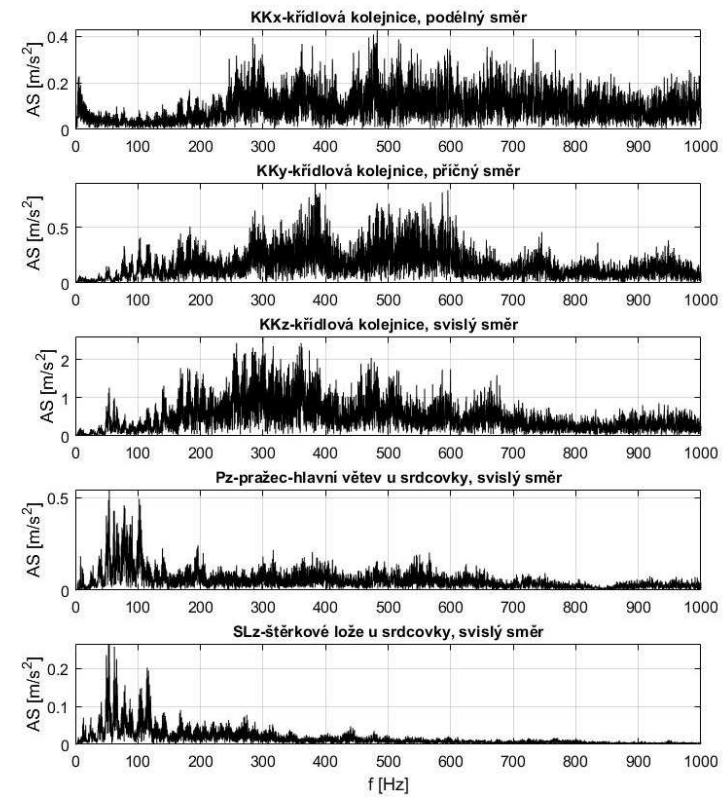 KKx-křídlová kolejnice, podélný směr
AS [m/s²]
0.4
0.2
0
0 100 200 300 400 500 600 700 800 900 1000
KKy-křídlová kolejnice, příčný směr
AS [m/s²]
0.5
0
0 100 200 300 400 500 600 700 800 900 1000
KKz-křídlová kolejnice, svislý směr
AS [m/s²]
2
1
0
0 100 200 300 400 500 600 700 800 900 1000
Pz-pražec-hlavní větev u srdcovky, svislý směr
AS [m/s²]
0.5
0
0 100 200 300 400 500 600 700 800 900 1000
SLz-štěrkové lože u srdcovky, svislý směr
AS [m/s²]
0.2
0.1
0
0 100 200 300 400 500 600 700 800 900 1000
f [Hz]